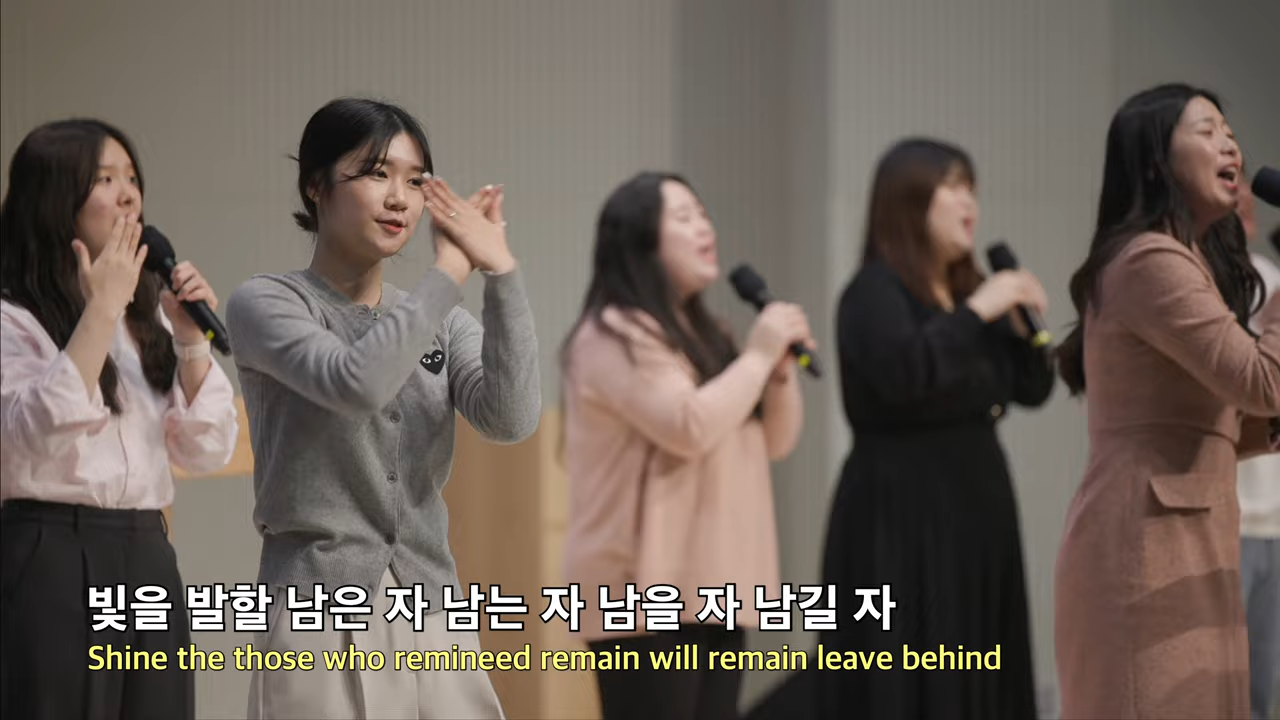 빛을 발할 남은 자 남는 자 남을 자 남길 자
Shine the those who remineed remain will remain leave behind